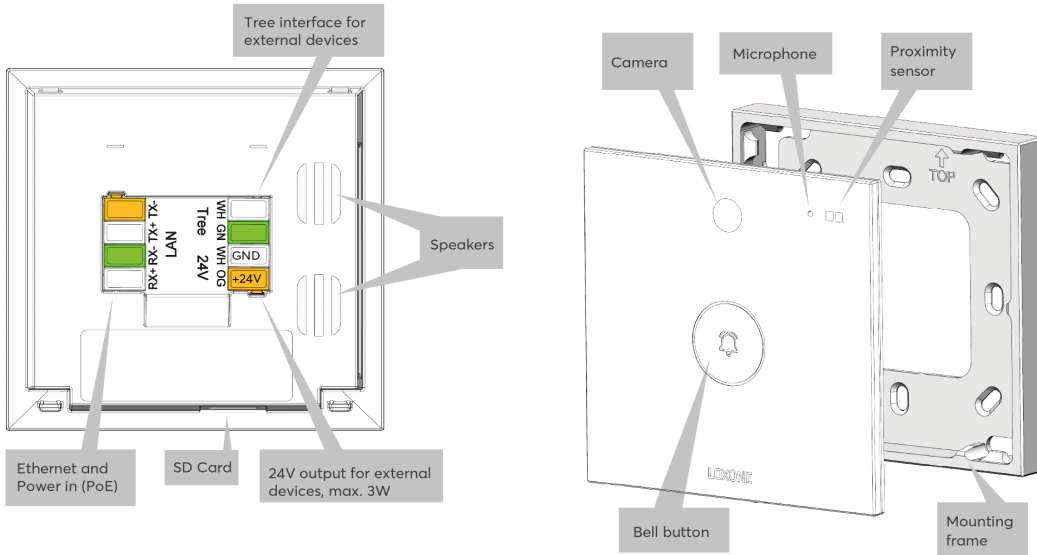 Tree interface for
external devices
TX-
TX+
RX-
RX+
LAN
WH
GN
WH
OG
Tree
24V
GND
+24V
Speakers
Ethernet and
Power in (PoE)
SD Card
24V output for external
devices, max. 3W
Camera
Microphone
Proximity
sensor
TOP
LOXONE
Bell button
Mounting
frame